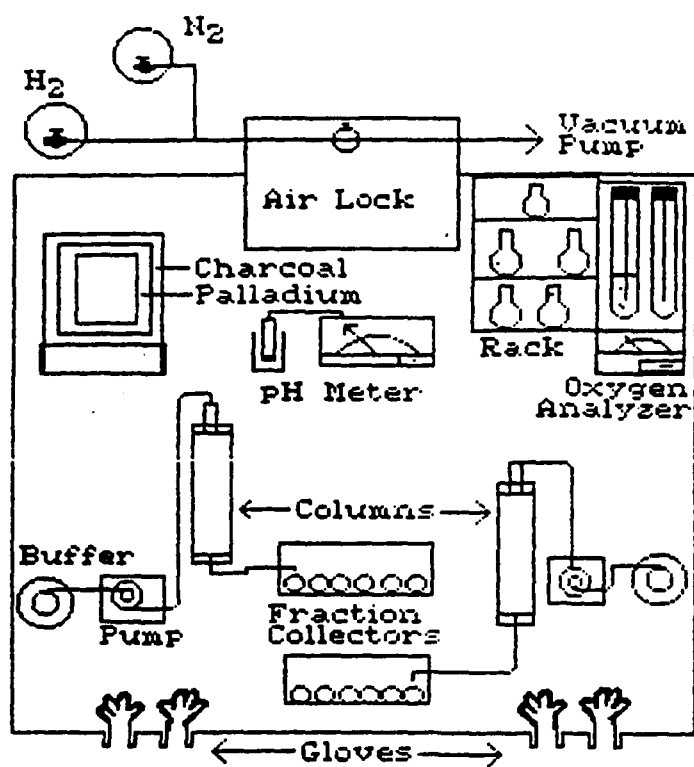 N2
H2
Vacuum
Pump
Air Lock
Charcoal
Palladium
Rack
pH Meter
Oxygen
Analyzer
Columns
Buffer
Pump
Fraction
Collectors
Gloves